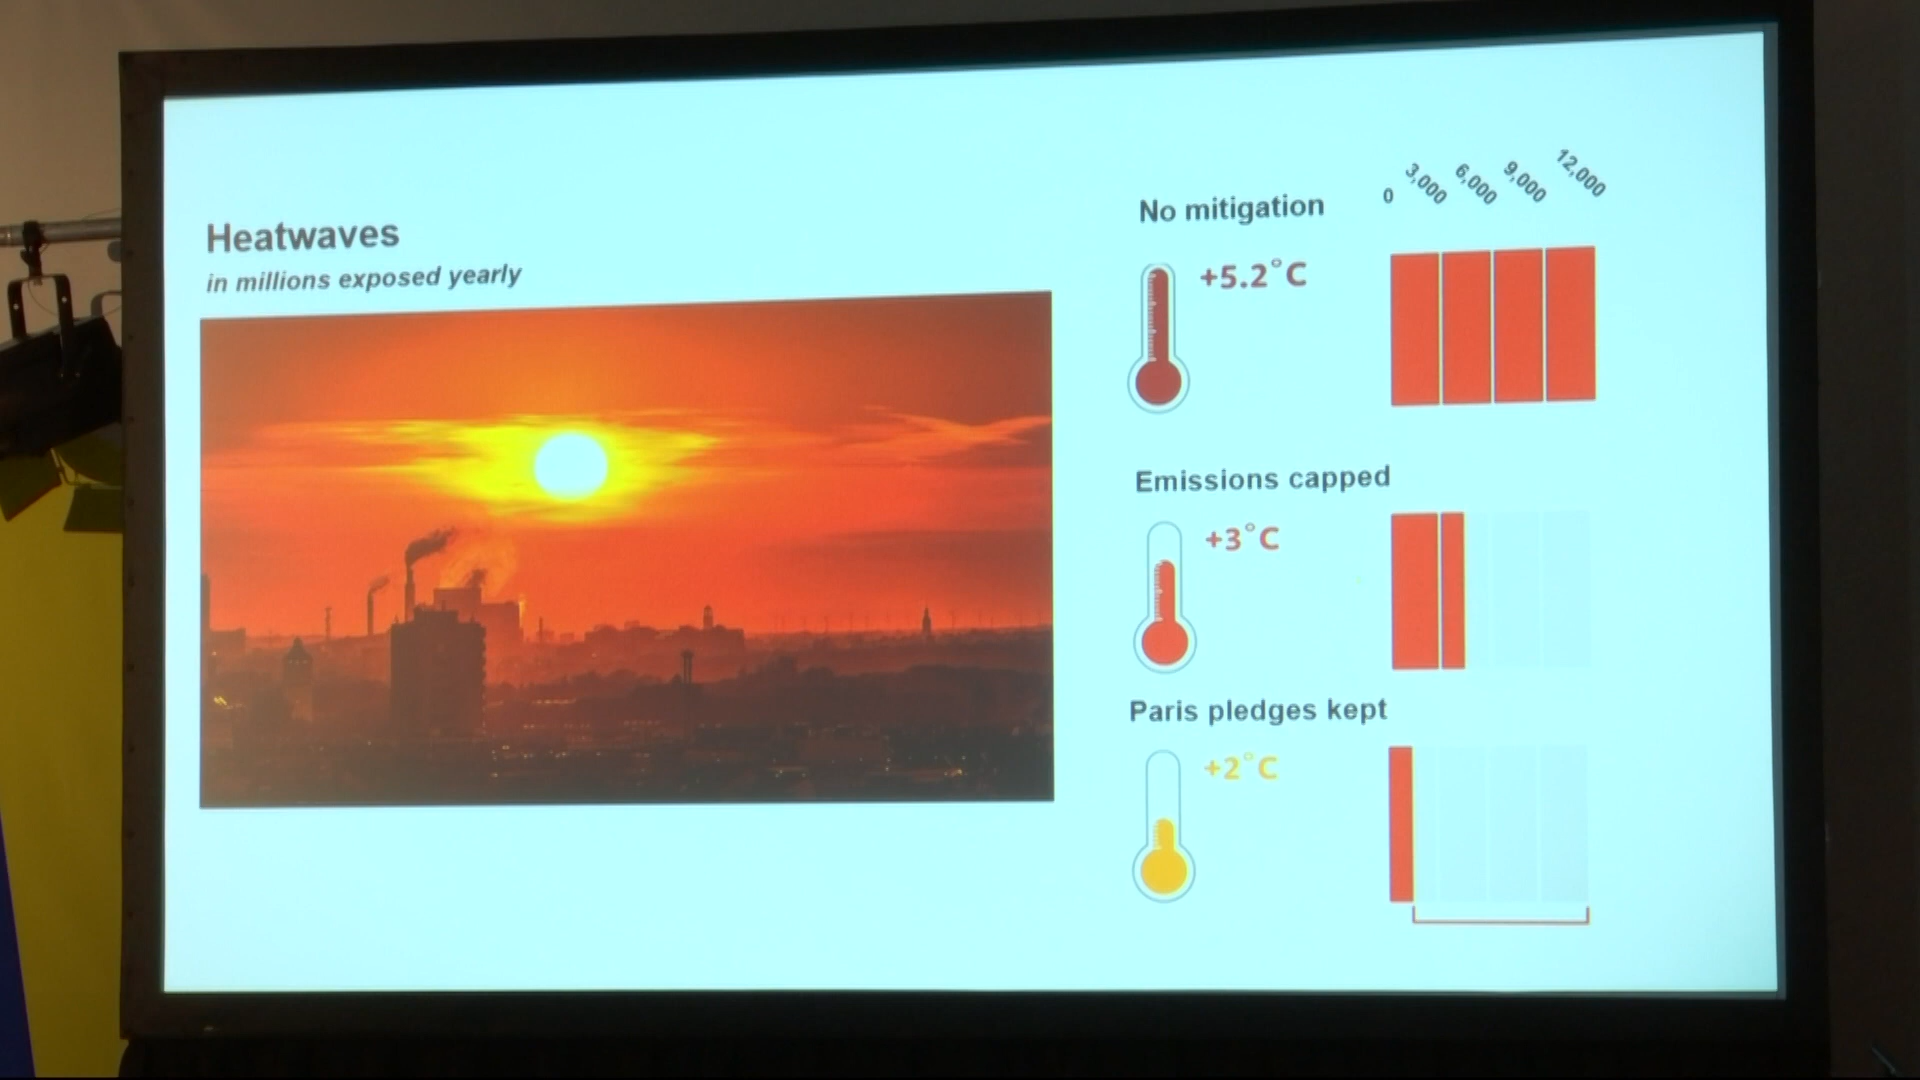 Heatwaves
in millions exposed yearly
No mitigation
0 3,000 6,000 9,000 12,000
+5.2°C
Emissions capped
+3°C
Paris pledges kept
+2°C